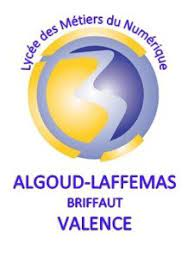 Lycée des Métiers du Numérique
ALGOUD-LAFFEMAS
BRIFFAUT
VALENCE